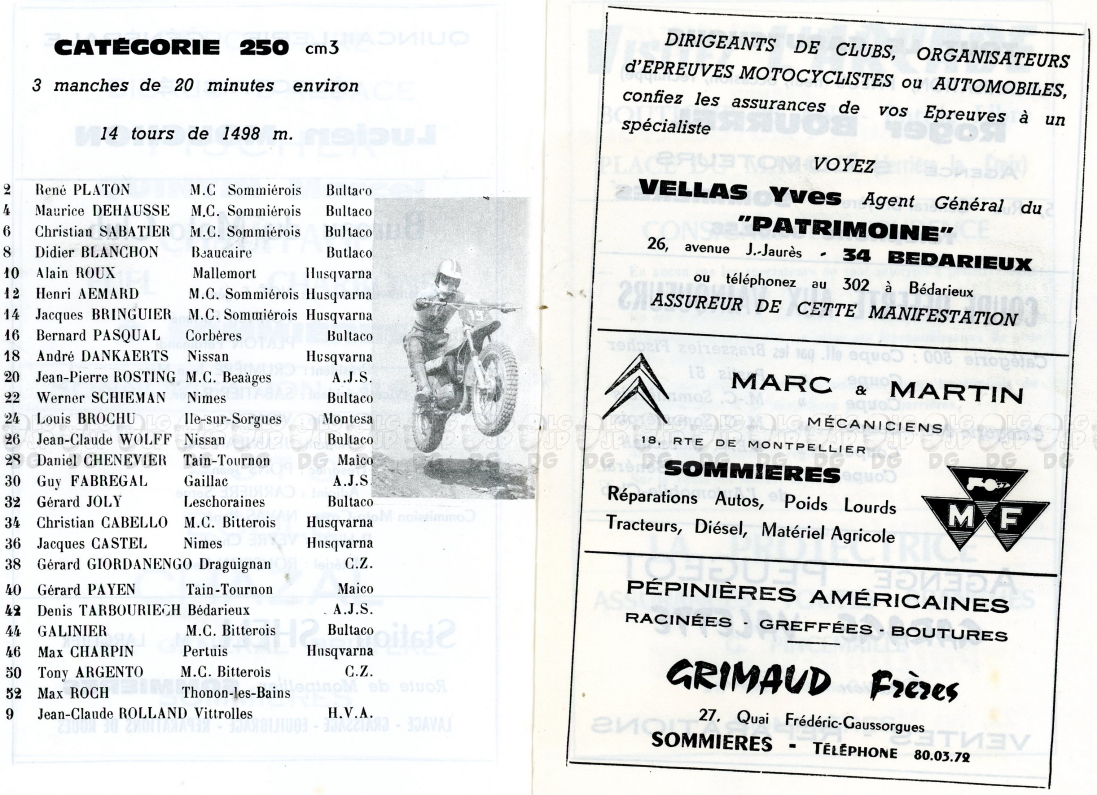 CATÉGORIE 250 cm3
3 manches de 20 minutes environ
14 tours de 1498 m.
2 René PLATON M.C Sommiérois Bultaco
4 Maurice DEHAUSSE M.C. Sommiérois Bultaco
6 Christian SABATIER M.C. Sommiérois Bultaco
8 Didier BLANCHON Beaucaire Bultaco
10 Alain ROUX Mallemort Husqvarna
12 Henri AEMARD M.C. Sommiérois Husqvarna
14 Jacques BRINGUIER M.C. Sommiérois Husqvarna
16 Bernard PASQUAL Corbères Bultaco
18 André DANKAERTS Nissan Husqvarna
20 Jean-Pierre ROSTING M.C. Beaàges A.J.S.
22 Werner SCHIEMAN Nimes Bultaco
24 Louis BROCHU Ile-sur-Sorgues Montesa
26 Jean-Claude WOLFF Nissan Bultaco
28 Daniel CHENEVIER Tain-Tournon Maico
30 Guy FABREGAL Gaillac A.J.S
32 Gérard JOLY Leschoraines Bultaco
34 Christian CABELLO M.C. Bitterois Husqvarna
36 Jacques CASTEL Nimes Husqvarna
38 Gérard GIORDANENGO Draguignan C.Z.
40 Gérard PAYEN Tain-Tournon Maico
42 Denis TARBOURIECH Bédarieux A.J.S.
44 GALINIER M.C. Bitterois Bultaco
46 Max CHARPIN Pertuis Husqvarna
50 Tony ARGENTO M.C. Bitterois C.Z.
52 Max ROCH Thonon-les-Bains
9 Jean-Claude ROLLAND Vittrolles H.V.A.
DIRIGEANTS DE CLUBS, ORGANISATEURS
d'EPREUVES MOTOCYCLISTES ou AUTOMOBILES,
confiez les assurances de vos Epreuves à un
spécialiste
VOYEZ
VELLAS Yves Agent Général du
"PATRIMOINE"
26, avenue J.-Jaurès - 34 BEDARIEUX
ou téléphonez au 302 à Bédarieux
ASSUREUR DE CETTE MANIFESTATION
MARC & MARTIN
MÉCANICIENS
18, RTE DE MONTPELLIER
SOMMIERES
Réparations Autos, Poids Lourds
Tracteurs, Diésel, Matériel Agricole
M F
PÉPINIÈRES AMÉRICAINES
RACINÉES - GREFFÉES - BOUTURES
GRIMAUD Frères
27, Quai Frédéric-Gaussorgues
SOMMIERES - TÉLÉPHONE 80.03.72